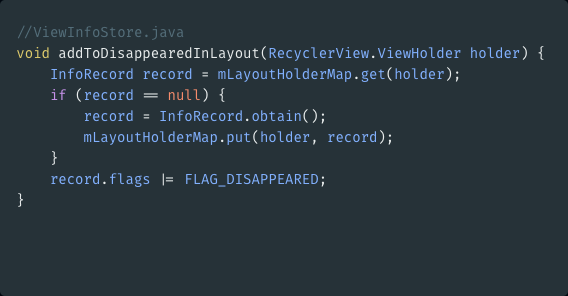 //ViewInfoStore.java
void addToDisappearedInLayout(RecyclerView.ViewHolder holder) {
    InfoRecord record = mLayoutHolderMap.get(holder);
    if (record == null) {
        record = InfoRecord.obtain();
        mLayoutHolderMap.put(holder, record);
    }
    record.flags |= FLAG_DISAPPEARED;
}